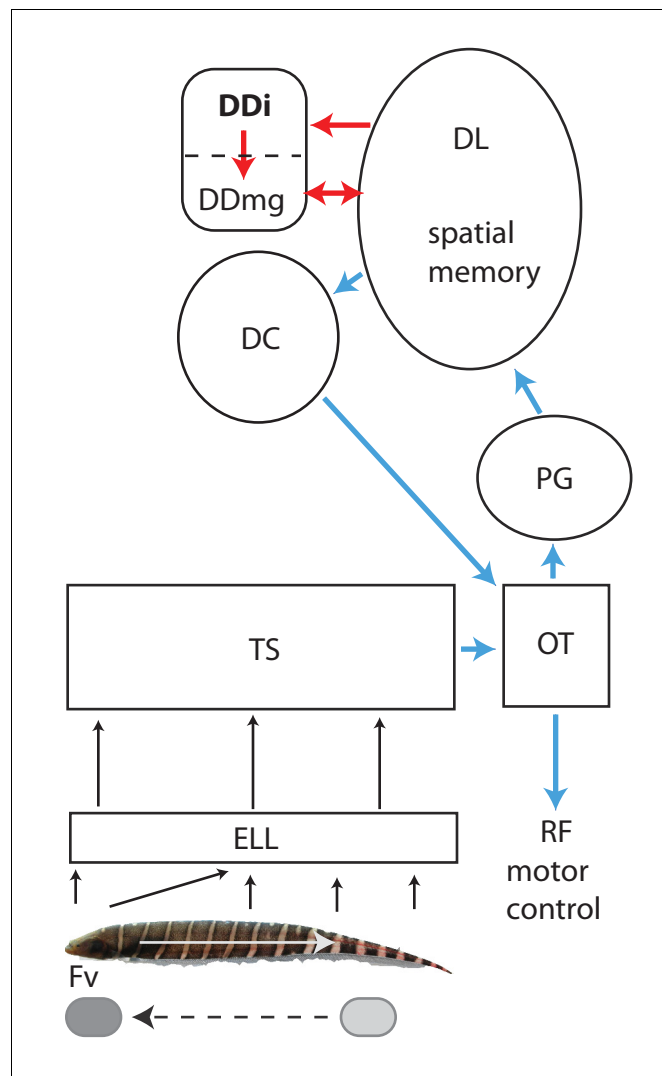 DDi
DDmg
DL
spatial
memory
DC
PG
TS
OT
ELL
RF
motor
control
Fv